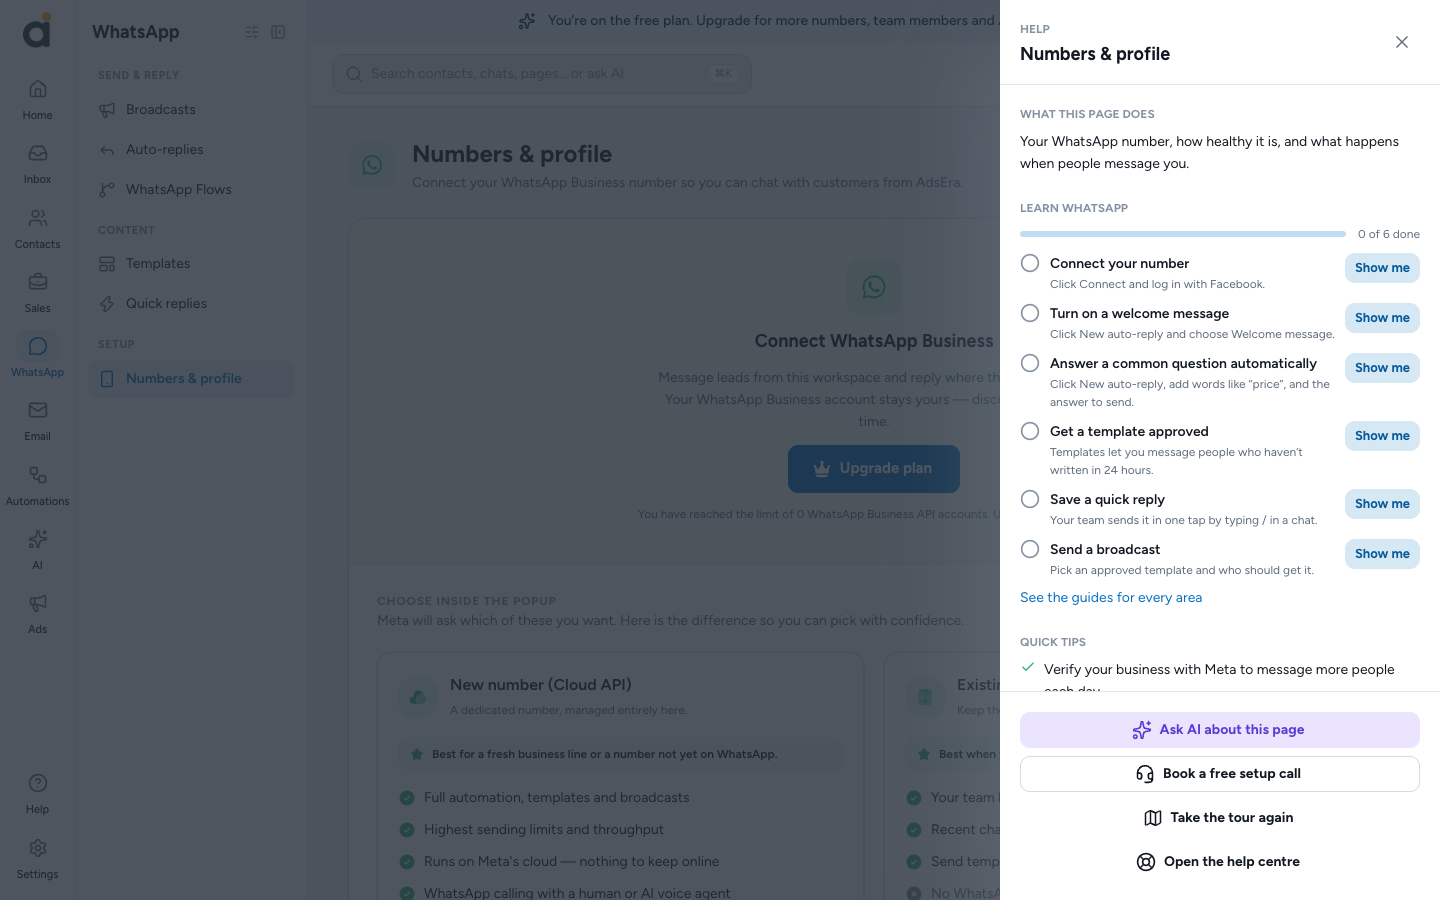 You're on the free plan. Upgrade for more numbers, team members and
WhatsApp
Search contacts, chats, pages... or ask AI
⌘K
Home
Inbox
Contacts
Sales
WhatsApp
Email
Automations
AI
Ads
Help
Settings
SEND & REPLY
Broadcasts
Auto-replies
WhatsApp Flows
CONTENT
Templates
Quick replies
SETUP
Numbers & profile
Numbers & profile
Connect your WhatsApp Business number so you can chat with customers from AdsEra.
Connect WhatsApp Business
Message leads from this workspace and reply where
Your WhatsApp Business account stays yours —
time.
Upgrade plan
You have reached the limit of 0 WhatsApp Business API accounts.
CHOOSE INSIDE THE POPUP
Meta will ask which of these you want. Here is the difference so you can pick with confidence.
New number (Cloud API)
A dedicated number, managed entirely here.
Best for a fresh business line or a number not yet on WhatsApp.
Full automation, templates and broadcasts
Highest sending limits and throughput
Runs on Meta's cloud — nothing to keep online
WhatsApp calling with a human or AI voice agent
Keep
Best when
Your team
Recent
Send
No
HELP
Numbers & profile
WHAT THIS PAGE DOES
Your WhatsApp number, how healthy it is, and what happens
when people message you.
LEARN WHATSAPP
0 of 6 done
Connect your number
Click Connect and log in with Facebook.
Show me
Turn on a welcome message
Click New auto-reply and choose Welcome message.
Show me
Answer a common question automatically
Click New auto-reply, add words like "price", and the
answer to send.
Show me
Get a template approved
Templates let you message people who haven't
written in 24 hours.
Show me
Save a quick reply
Your team sends it in one tap by typing / in a chat.
Show me
Send a broadcast
Pick an approved template and who should get it.
Show me
See the guides for every area
QUICK TIPS
Verify your business with Meta to message more people
each day
Ask AI about this page
Book a free setup call
Take the tour again
Open the help centre